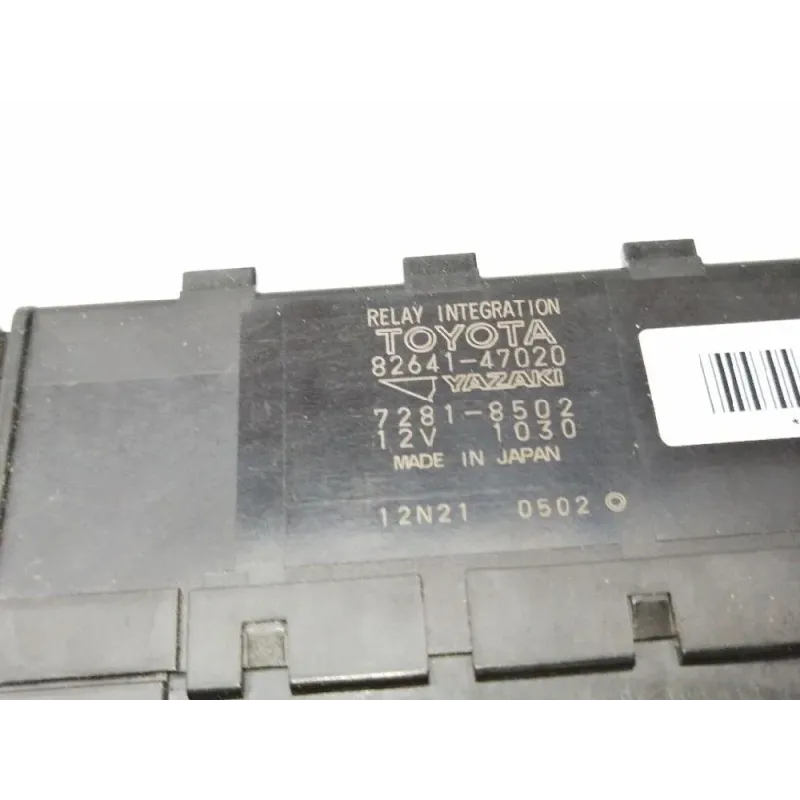 RELAY INTEGRATION
TOYOTA
82641-47020
YAZAKI
7281-8502
12V 1030
MADE IN JAPAN
12N21 0502